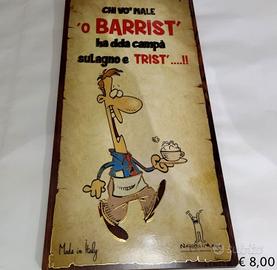 CHI VO' MALE
'O BARRIST'
ha dda campà
sulagno e TRIST'....!!
Made in Italy
€ 8,00